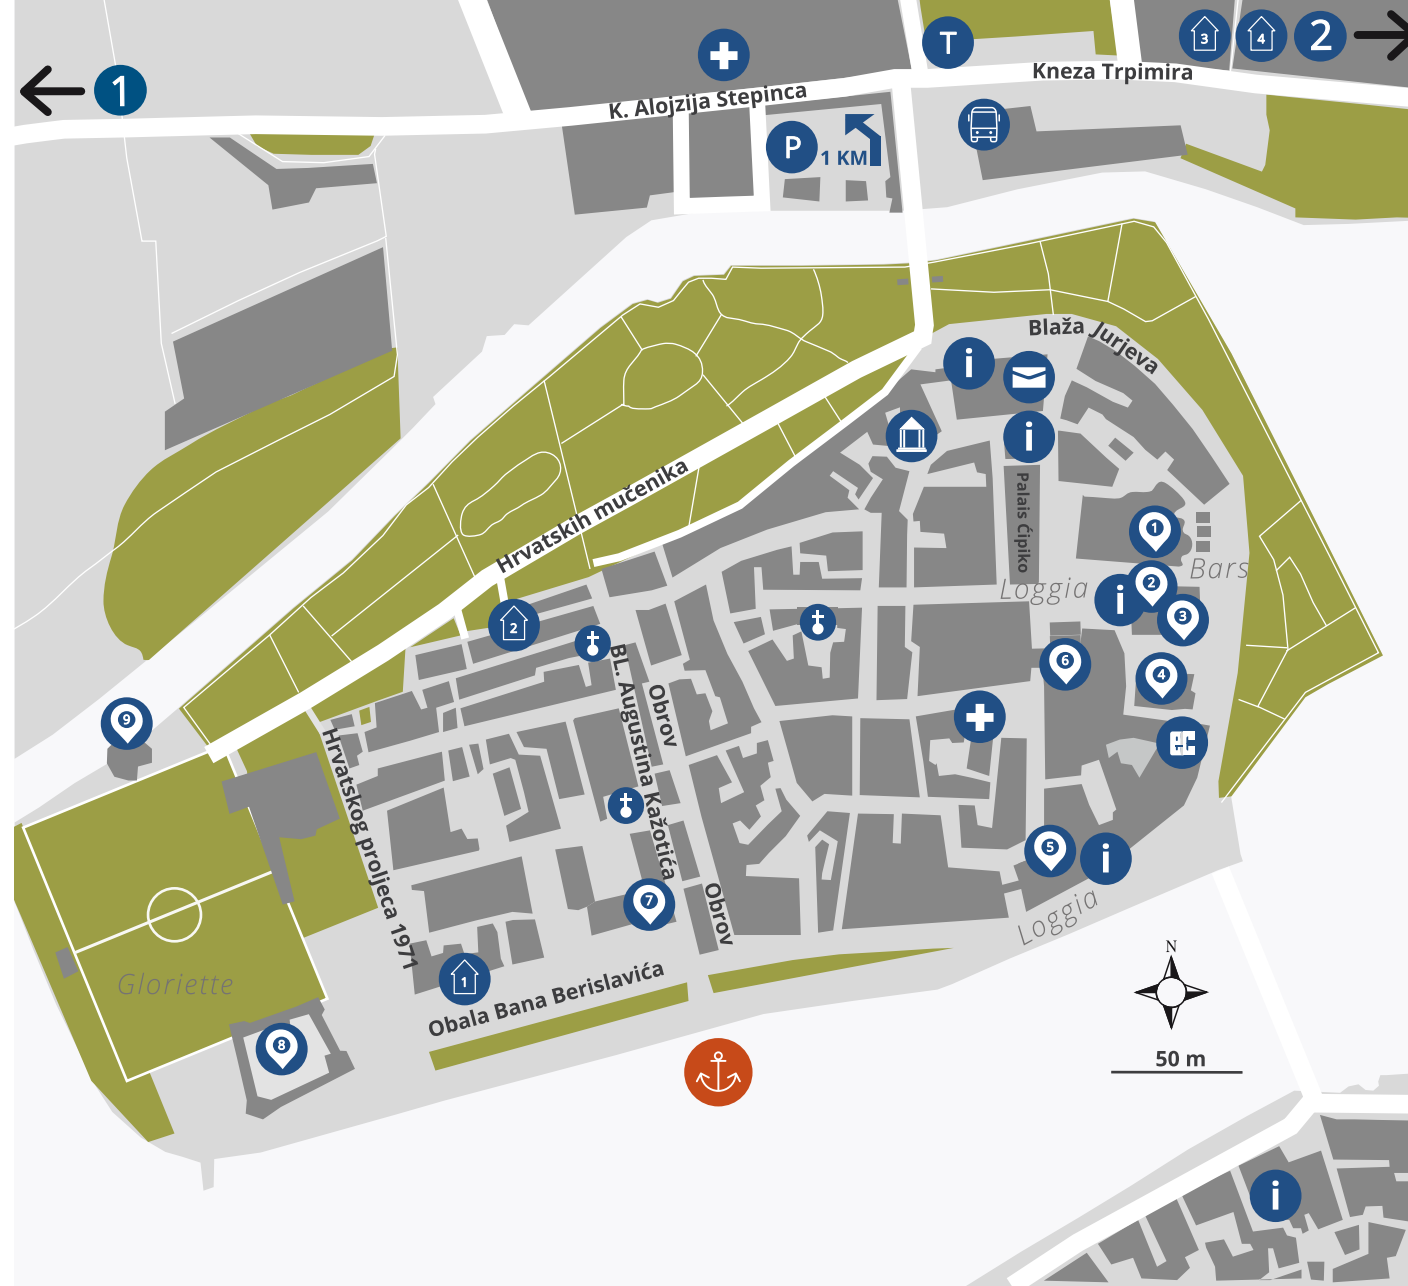 3
4
2
1
T
Kneza Trpimira
K. Alojzija Stepinca
P
1 KM
Blaža Jurjeva
i
i
Palais Ćipiko
Hrvatskih mučenika
1
Bars
Loggia
i
2
3
2
6
4
BL. Augustina Kažotića
Obrov
9
Hrvatskog proljeca 1971
5
i
7
Obrov
Loggia
N
Gloriette
1
Obala Bana Berislavića
8
50 m
i